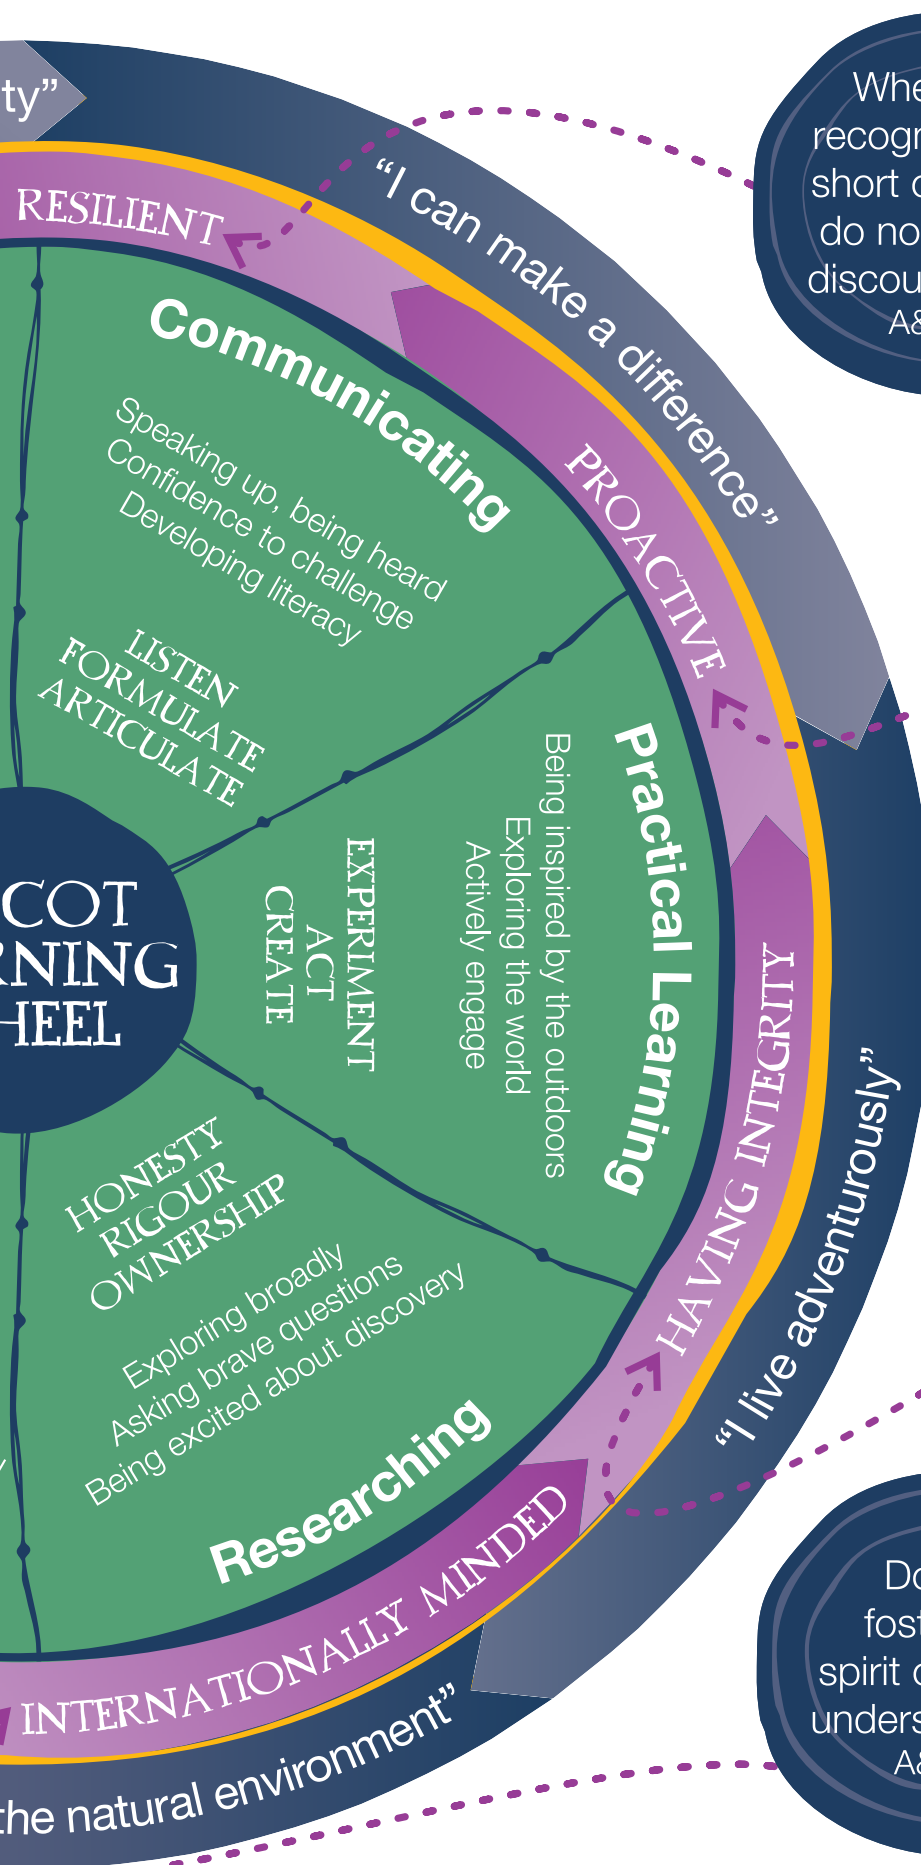 ty”
RESILIENT
“I can make a difference”
PROACTIVE
HAVING INTEGRITY
“I live adventurously”
INTERNATIONALLY MINDED
the natural environment”
Communicating
Speaking up, being heard
Confidence to challenge
Developing literacy
LISTEN
FORMULATE
ARTICULATE
Practical Learning
Being inspired by the outdoors
Exploring the world
Actively engage
EXPERIMENT
ACT
CREATE
COT
RNING
HEEL
HONESTY
RIGOUR
OWNERSHIP
Exploring broadly
Asking brave questions
Being excited about discovery
Researching
Whe
recogn
short c
do no
discou
A&
Do
fost
spirit o
unders
A&